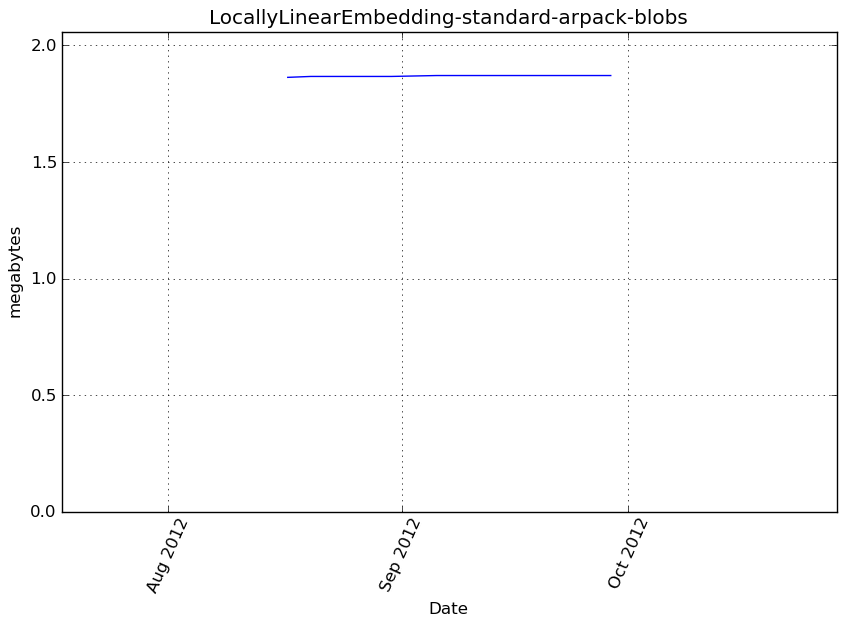 LocallyLinearEmbedding-standard-arpack-blobs
2.0
1.5
1.0
0.5
0.0
megabytes
Aug 2012
Sep 2012
Oct 2012
Date